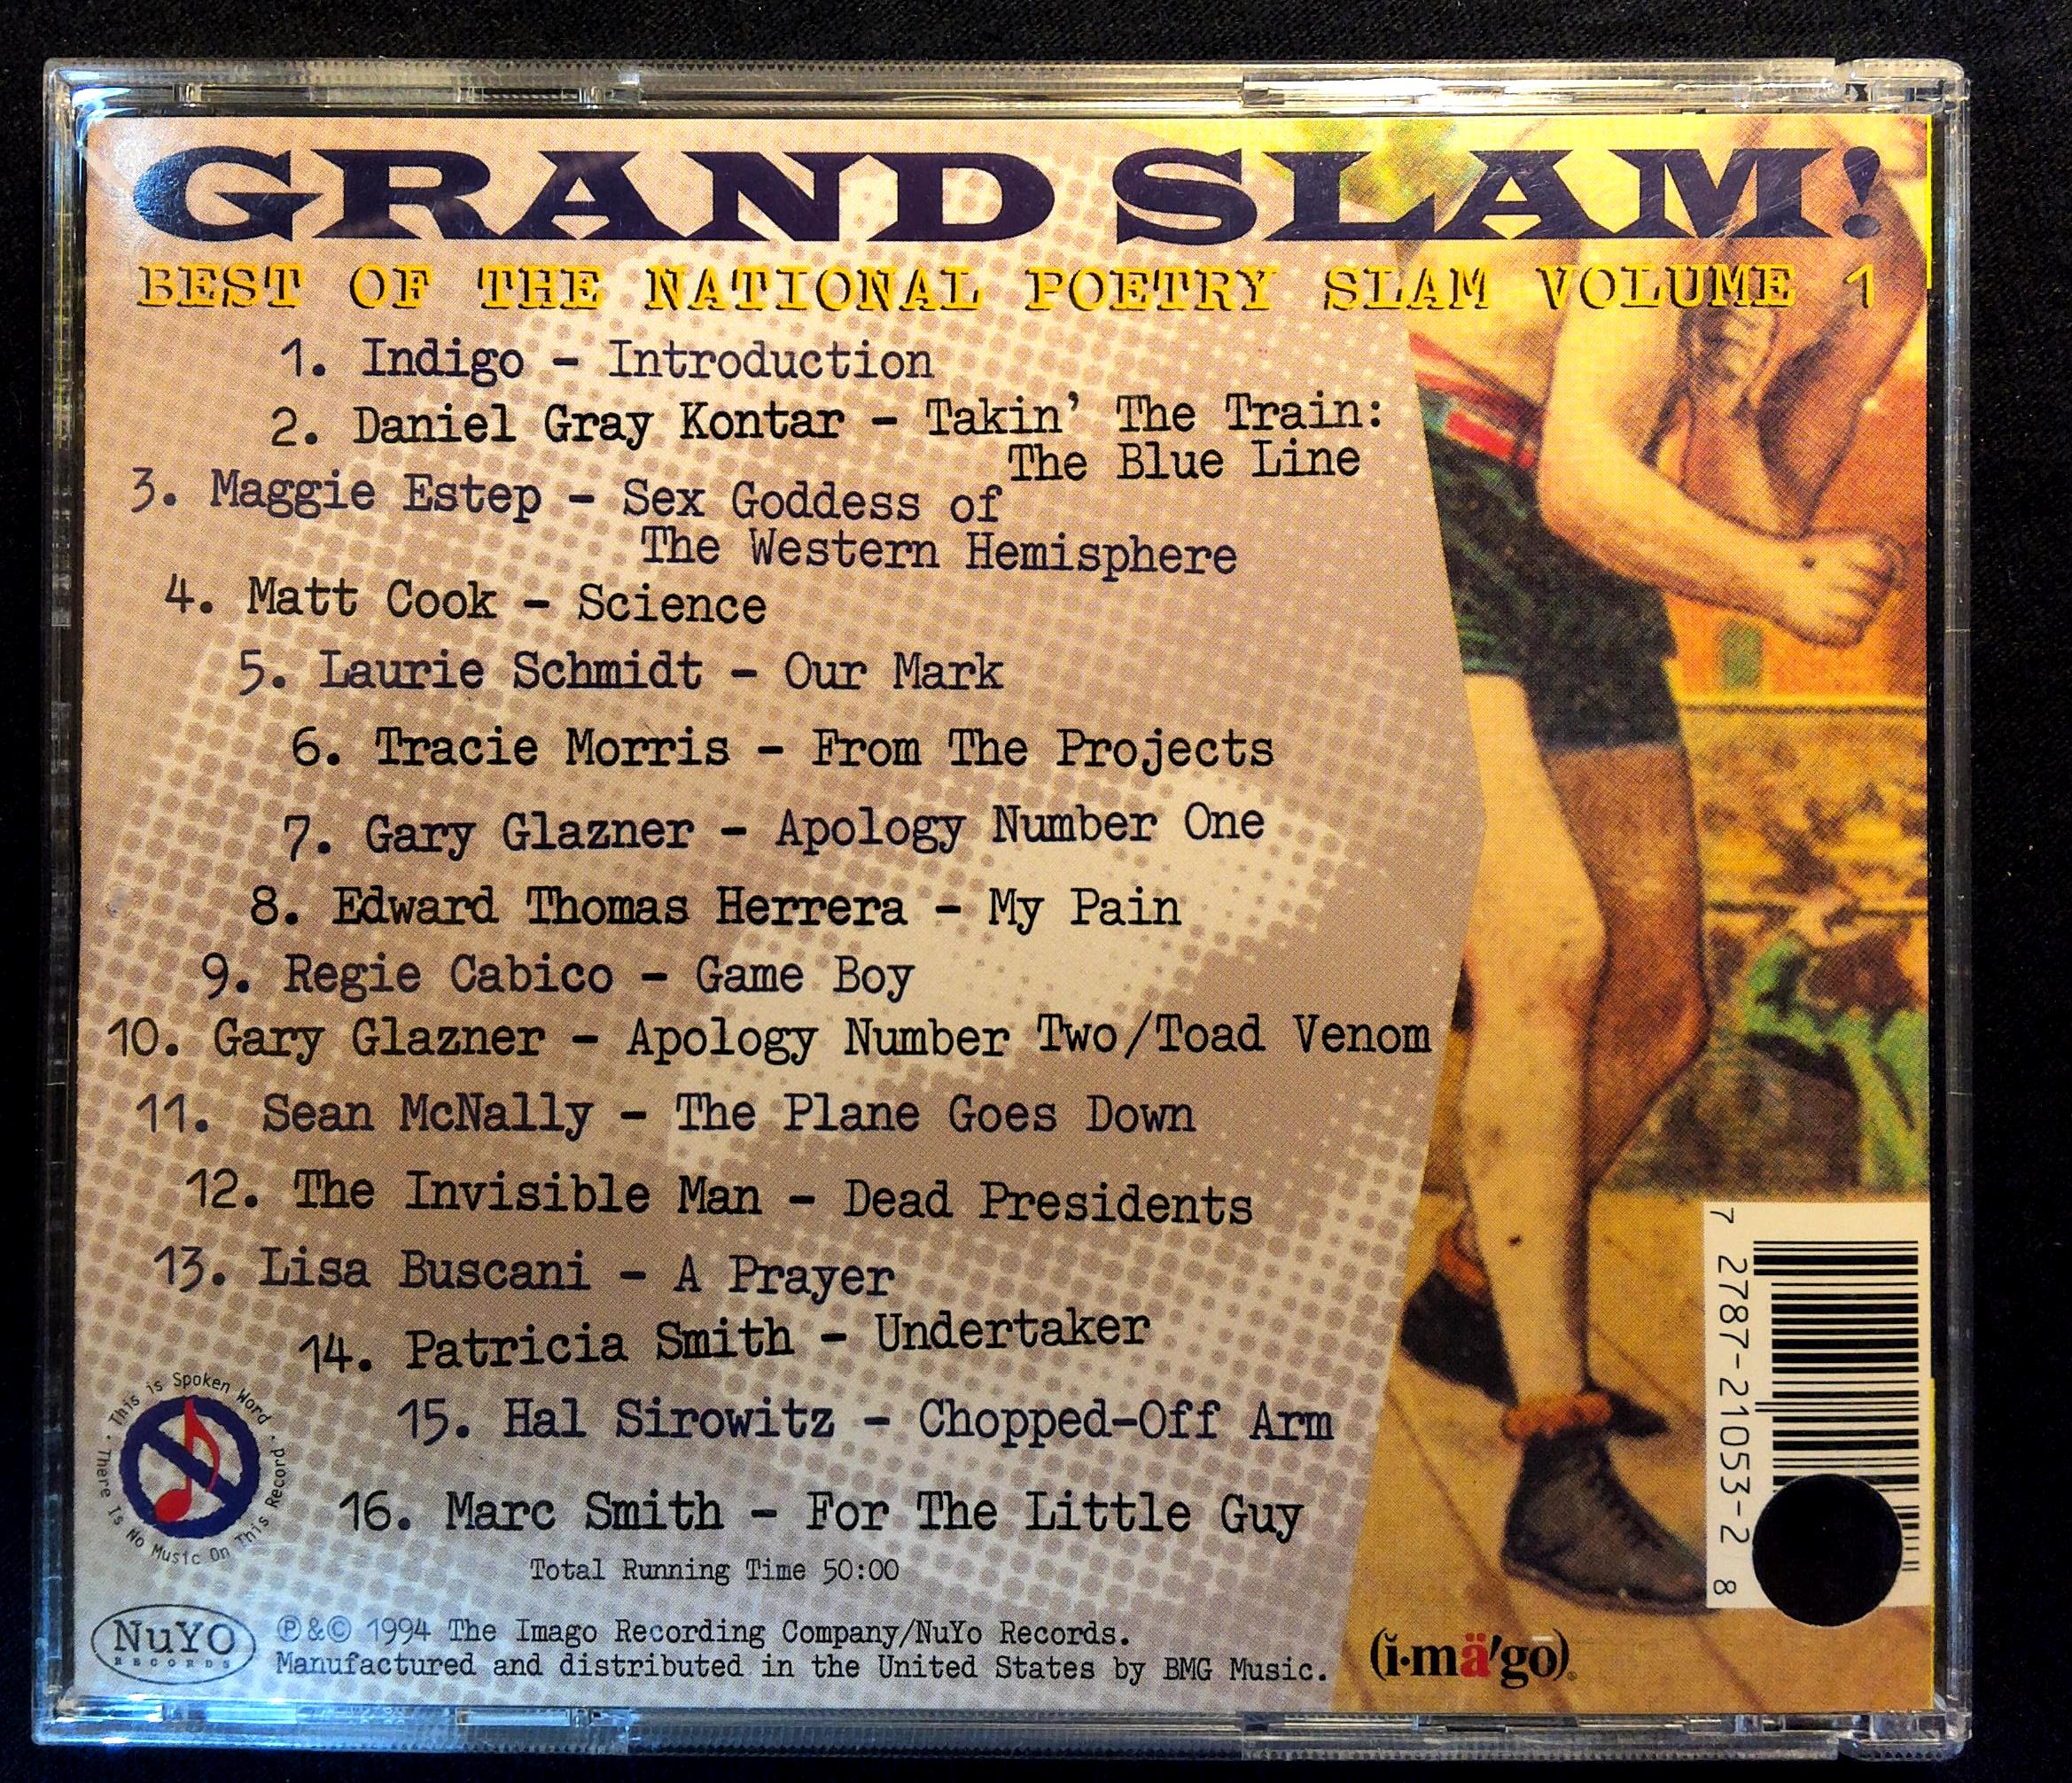 GRAND SLAM!
BEST OF THE NATIONAL POETRY SLAM VOLUME 1
1. Indigo – Introduction
2. Daniel Gray Kontar – Takin' The Train:
The Blue Line
3. Maggie Estep – Sex Goddess of
The Western Hemisphere
4. Matt Cook – Science
5. Laurie Schmidt – Our Mark
6. Tracie Morris – From The Projects
7. Gary Glazner – Apology Number One
8. Edward Thomas Herrera – My Pain
9. Regie Cabico – Game Boy
10. Gary Glazner – Apology Number Two/Toad Venom
11. Sean McNally – The Plane Goes Down
12. The Invisible Man – Dead Presidents
13. Lisa Buscani – A Prayer
14. Patricia Smith – Undertaker
15. Hal Sirowitz – Chopped-Off Arm
16. Marc Smith – For The Little Guy
Total Running Time 50:00
· This is Spoken Word · There Is No Music On This Record
NuYO
RECORDS
℗&© 1994 The Imago Recording Company/NuYo Records.
Manufactured and distributed in the United States by BMG Music.
(ĭ·mä′gō)®
7 2787-21053-2 8